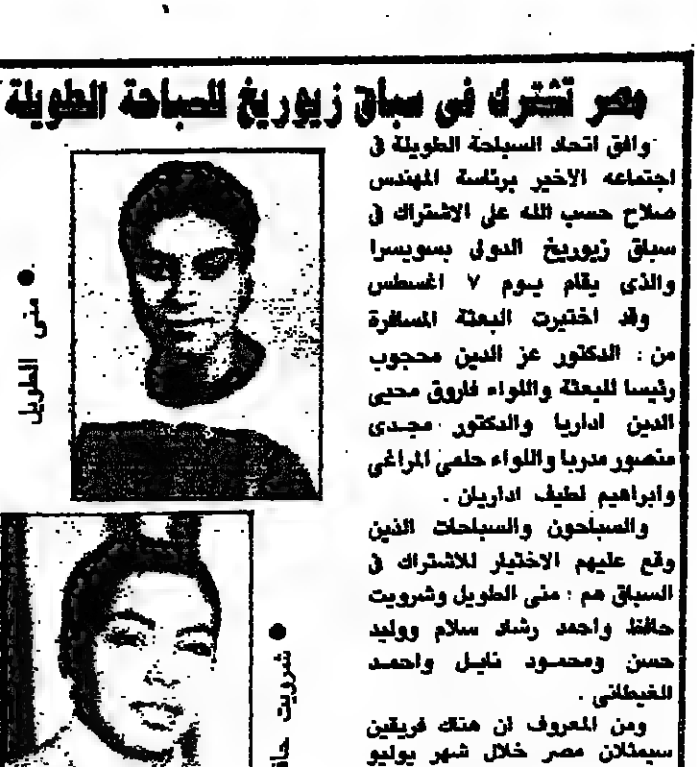 مصر تشترك فى سباق زيوريخ للسباحة الطويلة
وافق اتحاد السباحة الطويلة في
اجتماعه الاخير برئاسة المهندس
صلاح حسب الله على الاشتراك في
سباق زيوريخ الدولى بسويسرا
والذى يقام يوم ٧ اغسطس
وقد اختيرت البعثة المسافرة
من : الدكتور عز الدين محجوب
رئيسا للبعثة واللواء فاروق محيى
الدين اداريا والدكتور مجدى
منصور مدربا واللواء حلمى المراغى
وابراهيم لطيف اداريان .
والسباحون والسباحات الذين
وقع عليهم الاختيار للاشتراك في
السباق هم : منى الطويل وشرويت
حافظ واحمد رشاد سلام ووليد
حسن ومحمود نايل واحمد
الغيطانى .
ومن المعروف ان هناك فريقين
سيمثلان مصر خلال شهر يوليو
● منى الطويل
● شرويت حاف